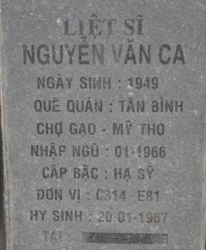 LIỆT SĨ
NGUYỄN VĂN CA
NGÀY SINH : 1949
QUÊ QUÁN : TÂN BÌNH
CHỢ GẠO - MỸ THO
NHẬP NGŨ : 01-1966
CẤP BẬC : HẠ SỸ
ĐƠN VỊ : C314 - E81
HY SINH : 20-01-1967
TẠI :